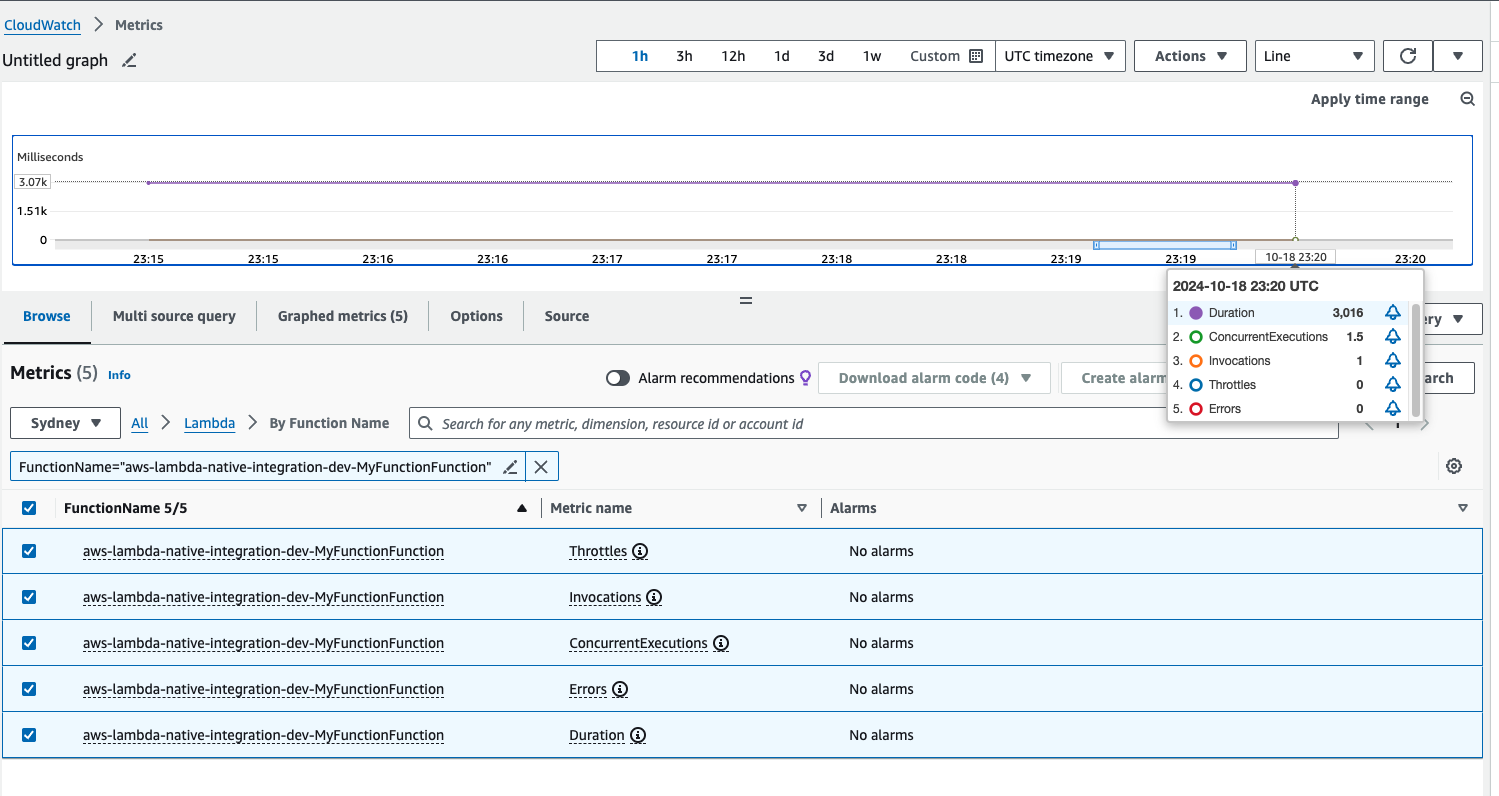 CloudWatch > Metrics
Untitled graph
1h 3h 12h 1d 3d 1w Custom UTC timezone Actions Line
Apply time range
Milliseconds
3.07k
1.51k
0
23:15 23:15 23:16 23:16 23:17 23:17 23:18 23:18 23:19 23:19 10-18 23:20 23:20
2024-10-18 23:20 UTC
1. Duration 3,016
2. ConcurrentExecutions 1.5
3. Invocations 1
4. Throttles 0
5. Errors 0
Browse Multi source query Graphed metrics (5) Options Source
Metrics (5) Info
Alarm recommendations Download alarm code (4) Create alarm
Sydney All > Lambda > By Function Name Search for any metric, dimension, resource id or account id
FunctionName="aws-lambda-native-integration-dev-MyFunctionFunction"
FunctionName 5/5 Metric name Alarms
aws-lambda-native-integration-dev-MyFunctionFunction Throttles No alarms
aws-lambda-native-integration-dev-MyFunctionFunction Invocations No alarms
aws-lambda-native-integration-dev-MyFunctionFunction ConcurrentExecutions No alarms
aws-lambda-native-integration-dev-MyFunctionFunction Errors No alarms
aws-lambda-native-integration-dev-MyFunctionFunction Duration No alarms